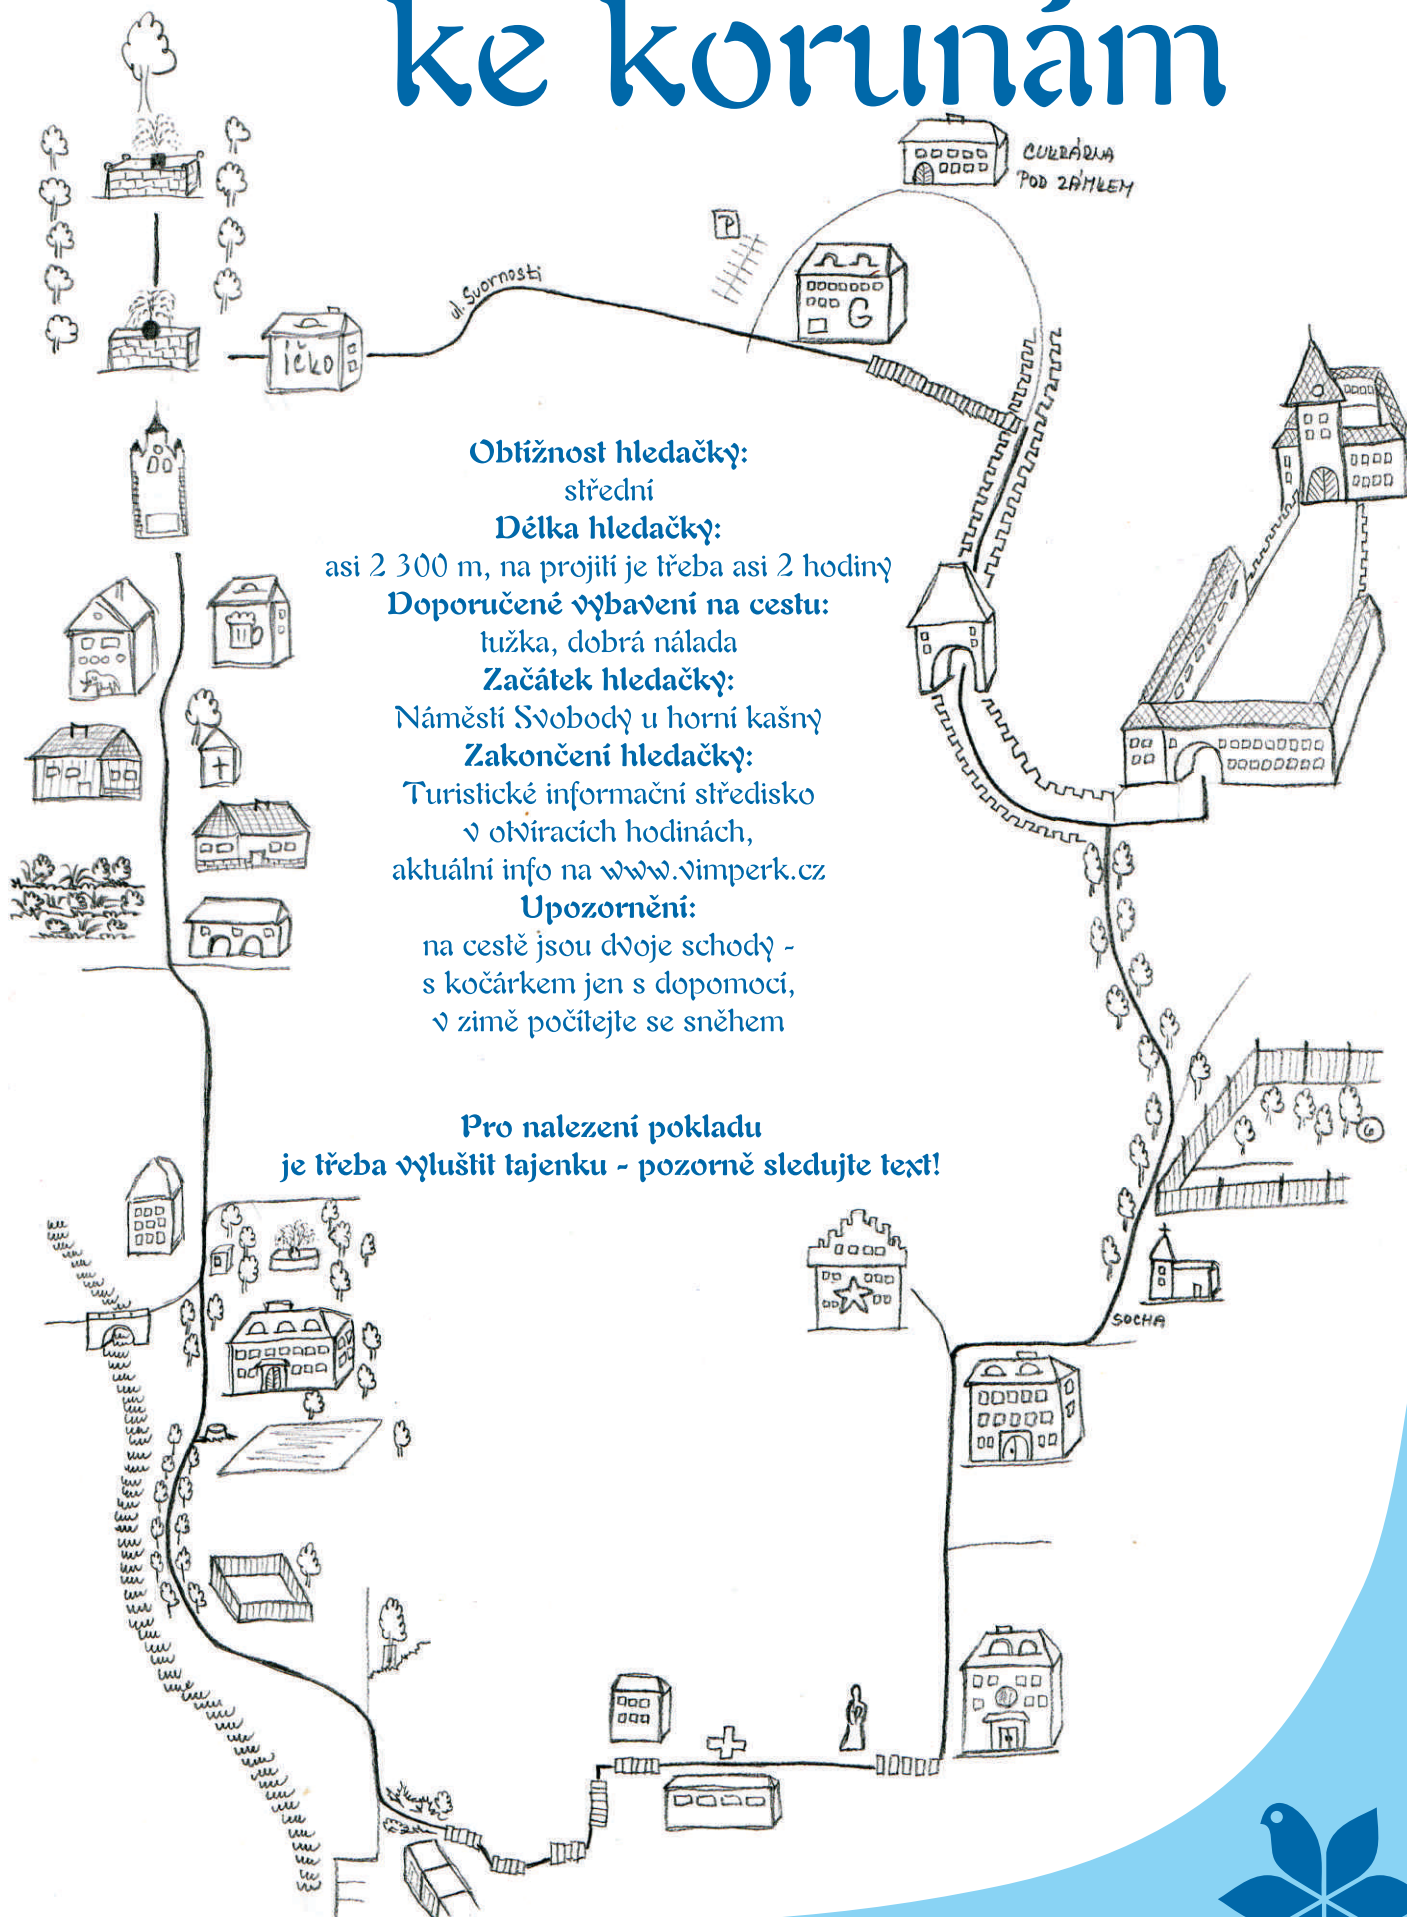 ke korunám
CUKRÁRNA
POD ZÁMKEM
P
ul. Svornosti
G
ičko
Obtížnost hledačky:
střední
Délka hledačky:
asi 2 300 m, na projití je třeba asi 2 hodiny
Doporučené vybavení na cestu:
tužka, dobrá nálada
Začátek hledačky:
Náměstí Svobody u horní kašny
Zakončení hledačky:
Turistické informační středisko
v otvíracích hodinách,
aktuální info na www.vimperk.cz
Upozornění:
na cestě jsou dvoje schody -
s kočárkem jen s dopomocí,
v zimě počítejte se sněhem
Pro nalezení pokladu
je třeba vyluštit tajenku - pozorně sledujte text!
6
SOCHA